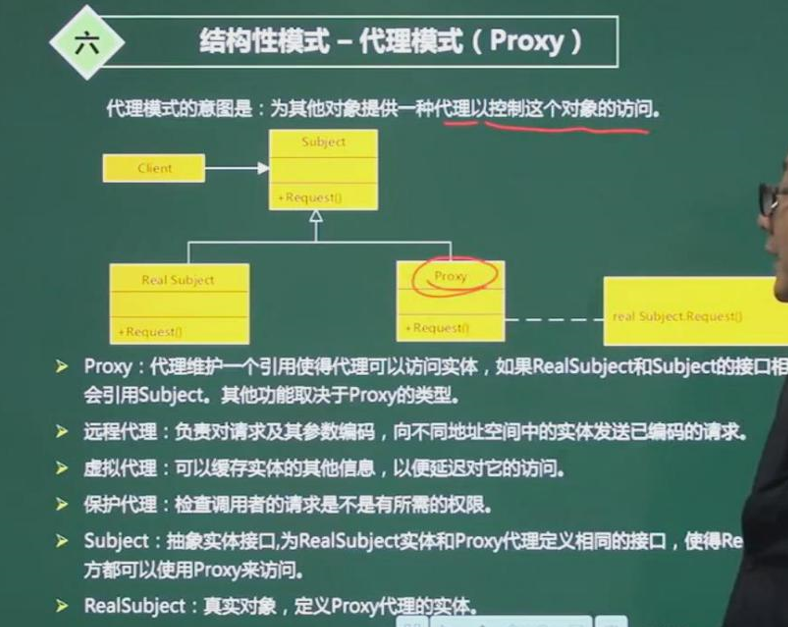 六
结构性模式 – 代理模式（Proxy）
代理模式的意图是：为其他对象提供一种代理以控制这个对象的访问。
Subject
Client
+Request()
Real Subject
Proxy
real Subject.Request()
+Request()
+Request()
Proxy：代理维护一个引用使得代理可以访问实体，如果RealSubject和Subject的接口相
会引用Subject。其他功能取决于Proxy的类型。
远程代理：负责对请求及其参数编码，向不同地址空间中的实体发送已编码的请求。
虚拟代理：可以缓存实体的其他信息，以便延迟对它的访问。
保护代理：检查调用者的请求是不是有所需的权限。
Subject：抽象实体接口,为RealSubject实体和Proxy代理定义相同的接口，使得Re
方都可以使用Proxy来访问。
RealSubject：真实对象，定义Proxy代理的实体。